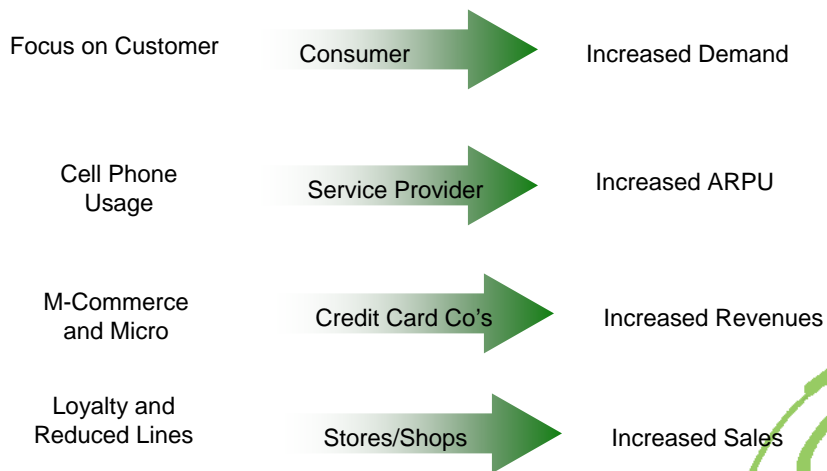 Focus on Customer
Consumer
Increased Demand
Cell Phone
Usage
Service Provider
Increased ARPU
M-Commerce
and Micro
Credit Card Co's
Increased Revenues
Loyalty and
Reduced Lines
Stores/Shops
Increased Sales